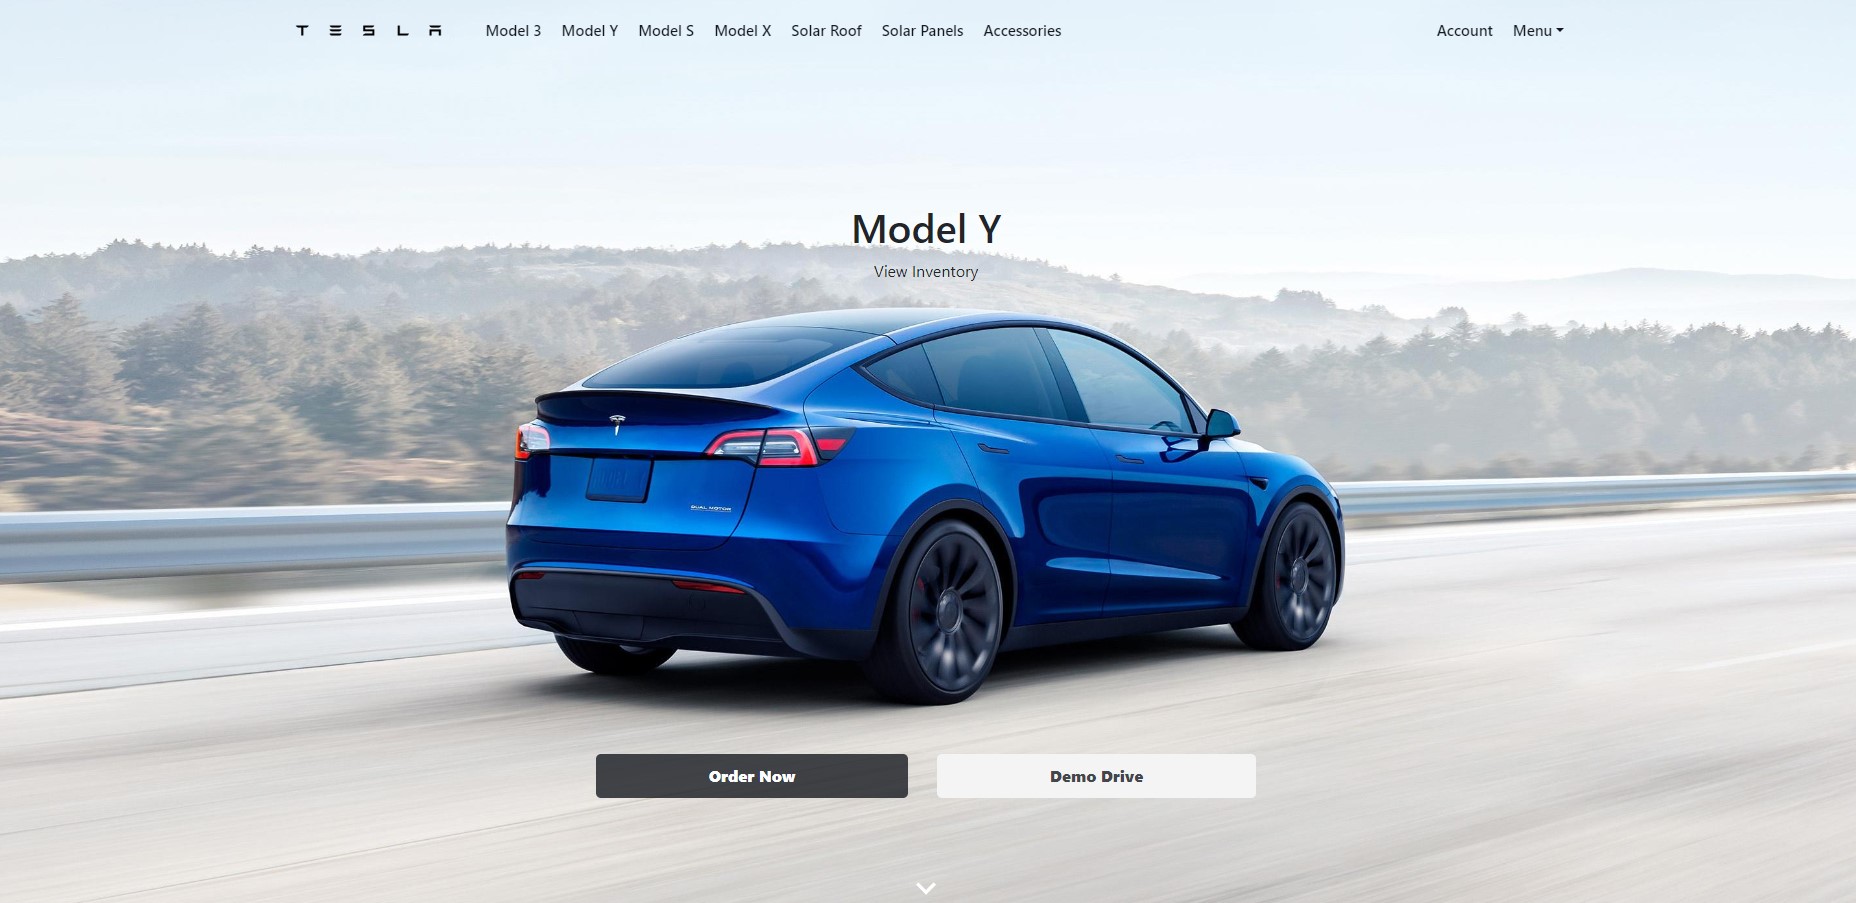 TESLA Model 3 Model Y Model S Model X Solar Roof Solar Panels Accessories Account Menu
Model Y
View Inventory
DUAL MOTOR
Order Now
Demo Drive